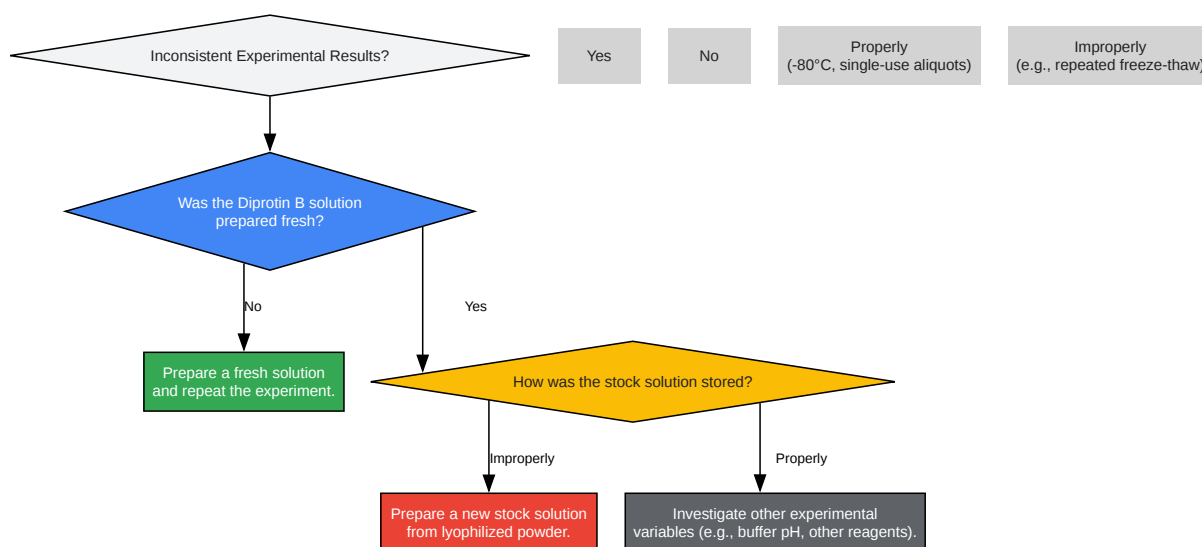 Inconsistent Experimental Results?
Yes
No
Properly
(-80°C, single-use aliquots)
Improperly
(e.g., repeated freeze-thaw)
Was the Diprotin B solution
prepared fresh?
No
Yes
Prepare a fresh solution
and repeat the experiment.
How was the stock solution stored?
Improperly
Properly
Prepare a new stock solution
from lyophilized powder.
Investigate other experimental
variables (e.g., buffer pH, other reagents).